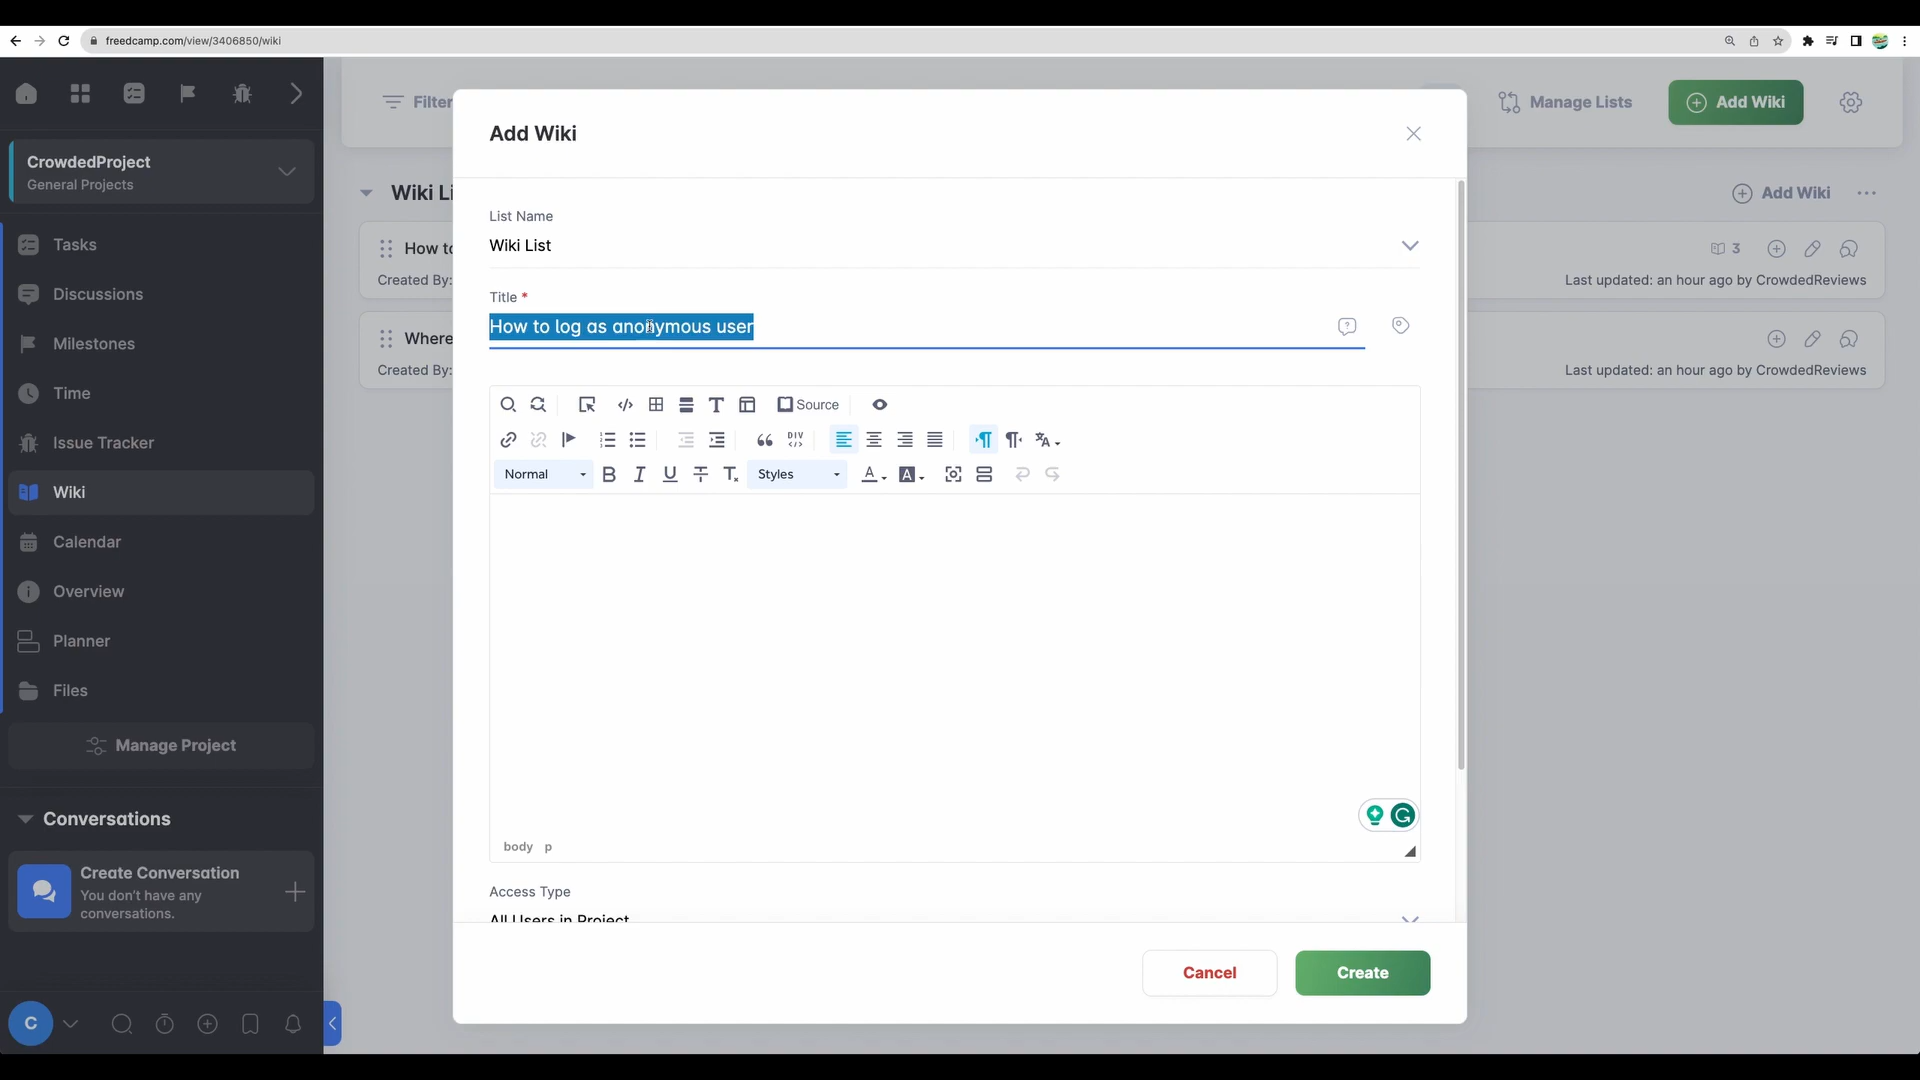 freedcamp.com/view/3406850/wiki
Filter
Manage Lists
Add Wiki
CrowdedProject
General Projects
Tasks
Discussions
Milestones
Time
Issue Tracker
Wiki
Calendar
Overview
Planner
Files
Manage Project
Conversations
Create Conversation
You don't have any
conversations.
C
Wiki Li
Add Wiki
How to
3
Created By:
Last updated: an hour ago by CrowdedReviews
Where
Created By:
Last updated: an hour ago by CrowdedReviews
Add Wiki
List Name
Wiki List
Title *
How to log as anonymous user
Source
DIV
Normal
Styles
body p
Access Type
All Users in Project
Cancel
Create